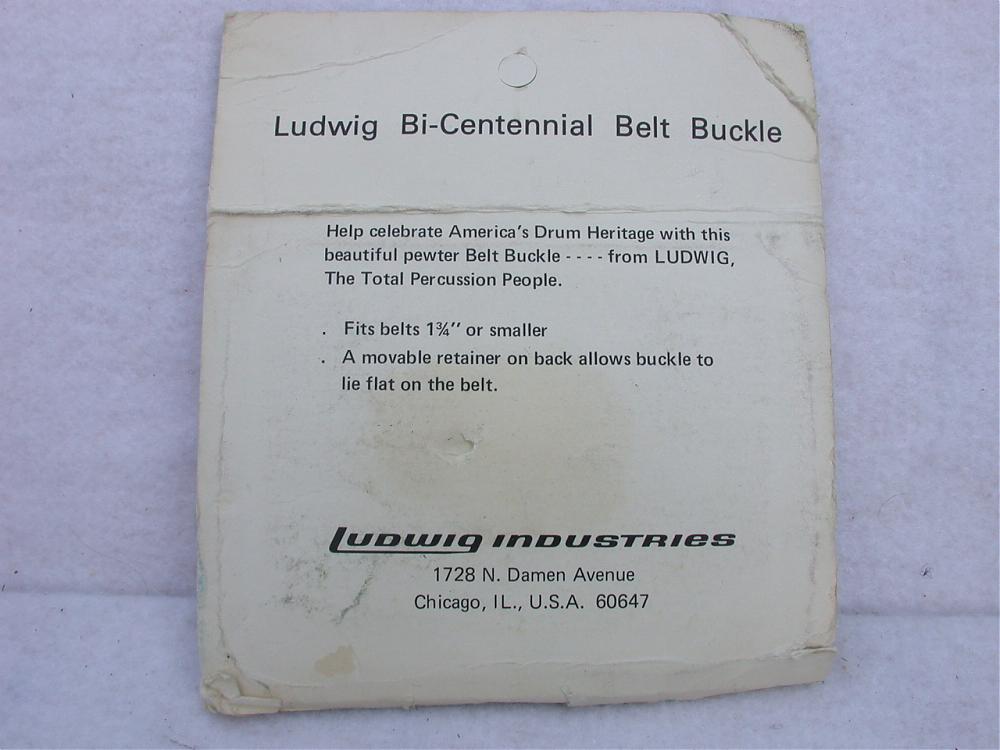 Ludwig Bi-Centennial Belt Buckle
Help celebrate America's Drum Heritage with this
beautiful pewter Belt Buckle - - - - from LUDWIG,
The Total Percussion People.
. Fits belts 1¾" or smaller
. A movable retainer on back allows buckle to
lie flat on the belt.
LUDWIG INDUSTRIES
1728 N. Damen Avenue
Chicago, IL., U.S.A. 60647